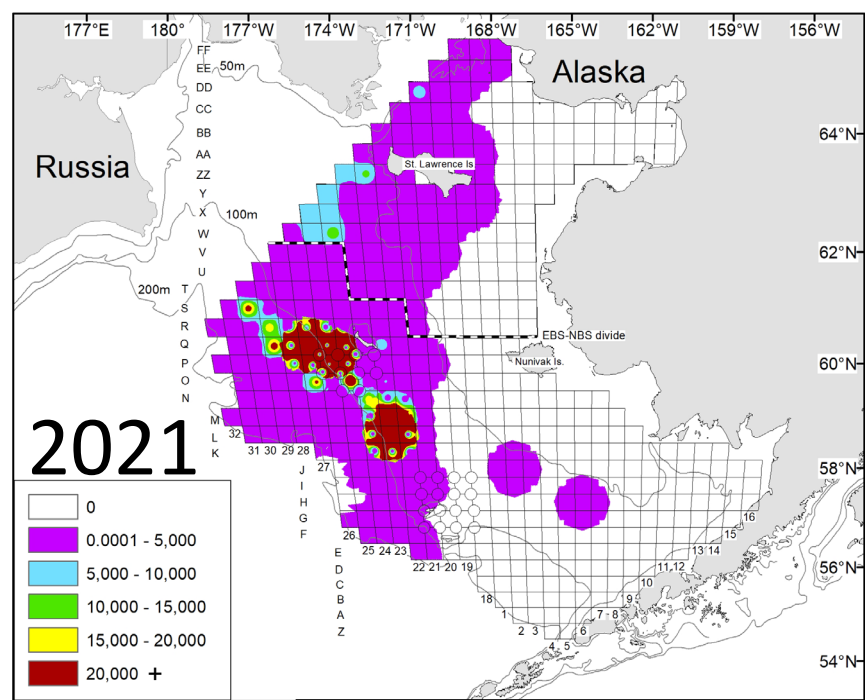 177°E 180° 177°W 174°W 171°W 168°W 165°W 162°W 159°W 156°W
FF
EE 50m
DD
CC
BB
AA
ZZ
Y
X 100m
W
V
U
T 200m
S
R
Q
P
O
N
M
L
K
J
I
H
G
F
E
D
C
B
A
Z
Alaska
Russia
St. Lawrence Is.
EBS-NBS divide
Nunivak Is.
64°N
62°N
60°N
58°N
56°N
54°N
32
31 30 29 28
27
26
25 24 23
22 21 20 19
18
1
2 3
4 5
6
7 8
9
10
11 12
13 14
15
16
2021
0
0.0001 - 5,000
5,000 - 10,000
10,000 - 15,000
15,000 - 20,000
20,000 +